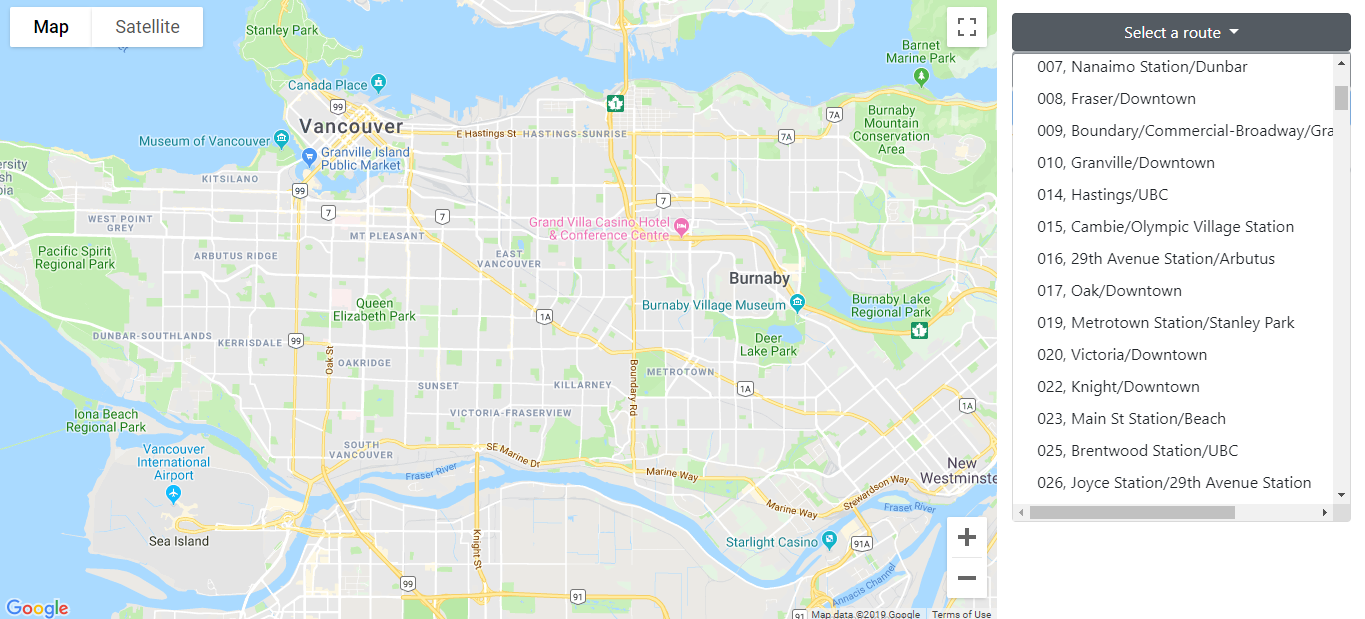 Map
Satellite
Select a route
007, Nanaimo Station/Dunbar
008, Fraser/Downtown
009, Boundary/Commercial-Broadway/Gra
010, Granville/Downtown
014, Hastings/UBC
015, Cambie/Olympic Village Station
016, 29th Avenue Station/Arbutus
017, Oak/Downtown
019, Metrotown Station/Stanley Park
020, Victoria/Downtown
022, Knight/Downtown
023, Main St Station/Beach
025, Brentwood Station/UBC
026, Joyce Station/29th Avenue Station
Stanley Park
Barnet
Marine Park
Canada Place
99
1
7A
Vancouver
E Hastings St
HASTINGS-SUNRISE
7A
Burnaby
Mountain
Conservation
Area
Museum of Vancouver
Granville Island
Public Market
ersity
sh
bia
KITSILANO
99
7
7
7
WEST POINT
GREY
MT PLEASANT
Grand Villa Casino Hotel
& Conference Centre
Pacific Spirit
Regional Park
ARBUTUS RIDGE
EAST
VANCOUVER
Burnaby
Queen
Elizabeth Park
Burnaby Village Museum
Burnaby Lake
Regional Park
1A
1
DUNBAR-SOUTHLANDS
KERRISDALE
99
Oak St
OAKRIDGE
Deer
Lake Park
SUNSET
KILLARNEY
Boundary Rd
METROTOWN
1A
1A
Iona Beach
Regional Park
VICTORIA-FRASERVIEW
Vancouver
International
Airport
SOUTH
VANCOUVER
SE Marine Dr
Fraser River
Marine Way
New
Westminste
Stewardson Way
Marine Way
Fraser River
Sea Island
Knight St
Starlight Casino
91A
99
91
Annacis Channel
Google
91
Map data ©2019 Google
Terms of Use